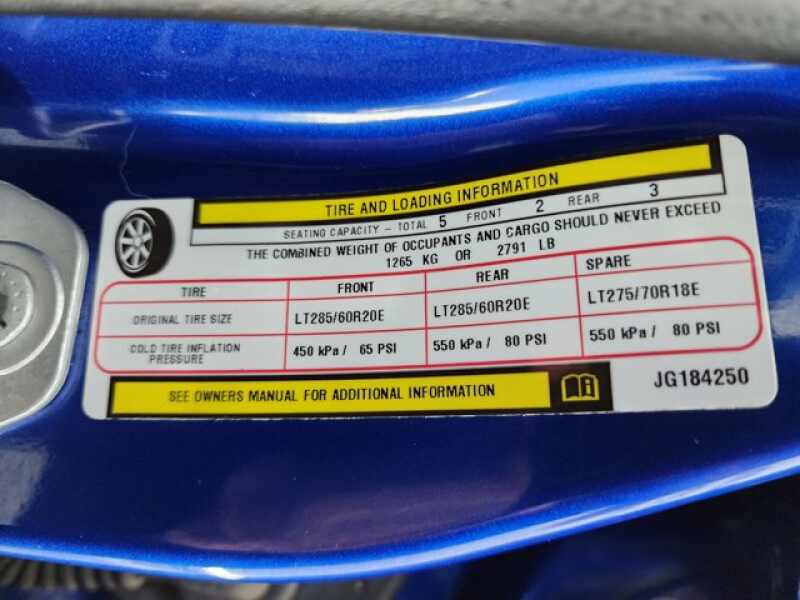 TIRE AND LOADING INFORMATION
SEATING CAPACITY - TOTAL 5 FRONT 2 REAR 3
THE COMBINED WEIGHT OF OCCUPANTS AND CARGO SHOULD NEVER EXCEED
1265 KG OR 2791 LB
TIRE FRONT REAR SPARE
ORIGINAL TIRE SIZE LT285/60R20E LT285/60R20E LT275/70R18E
COLD TIRE INFLATION PRESSURE 450 kPa / 65 PSI 550 kPa / 80 PSI 550 kPa / 80 PSI
SEE OWNERS MANUAL FOR ADDITIONAL INFORMATION
JG184250